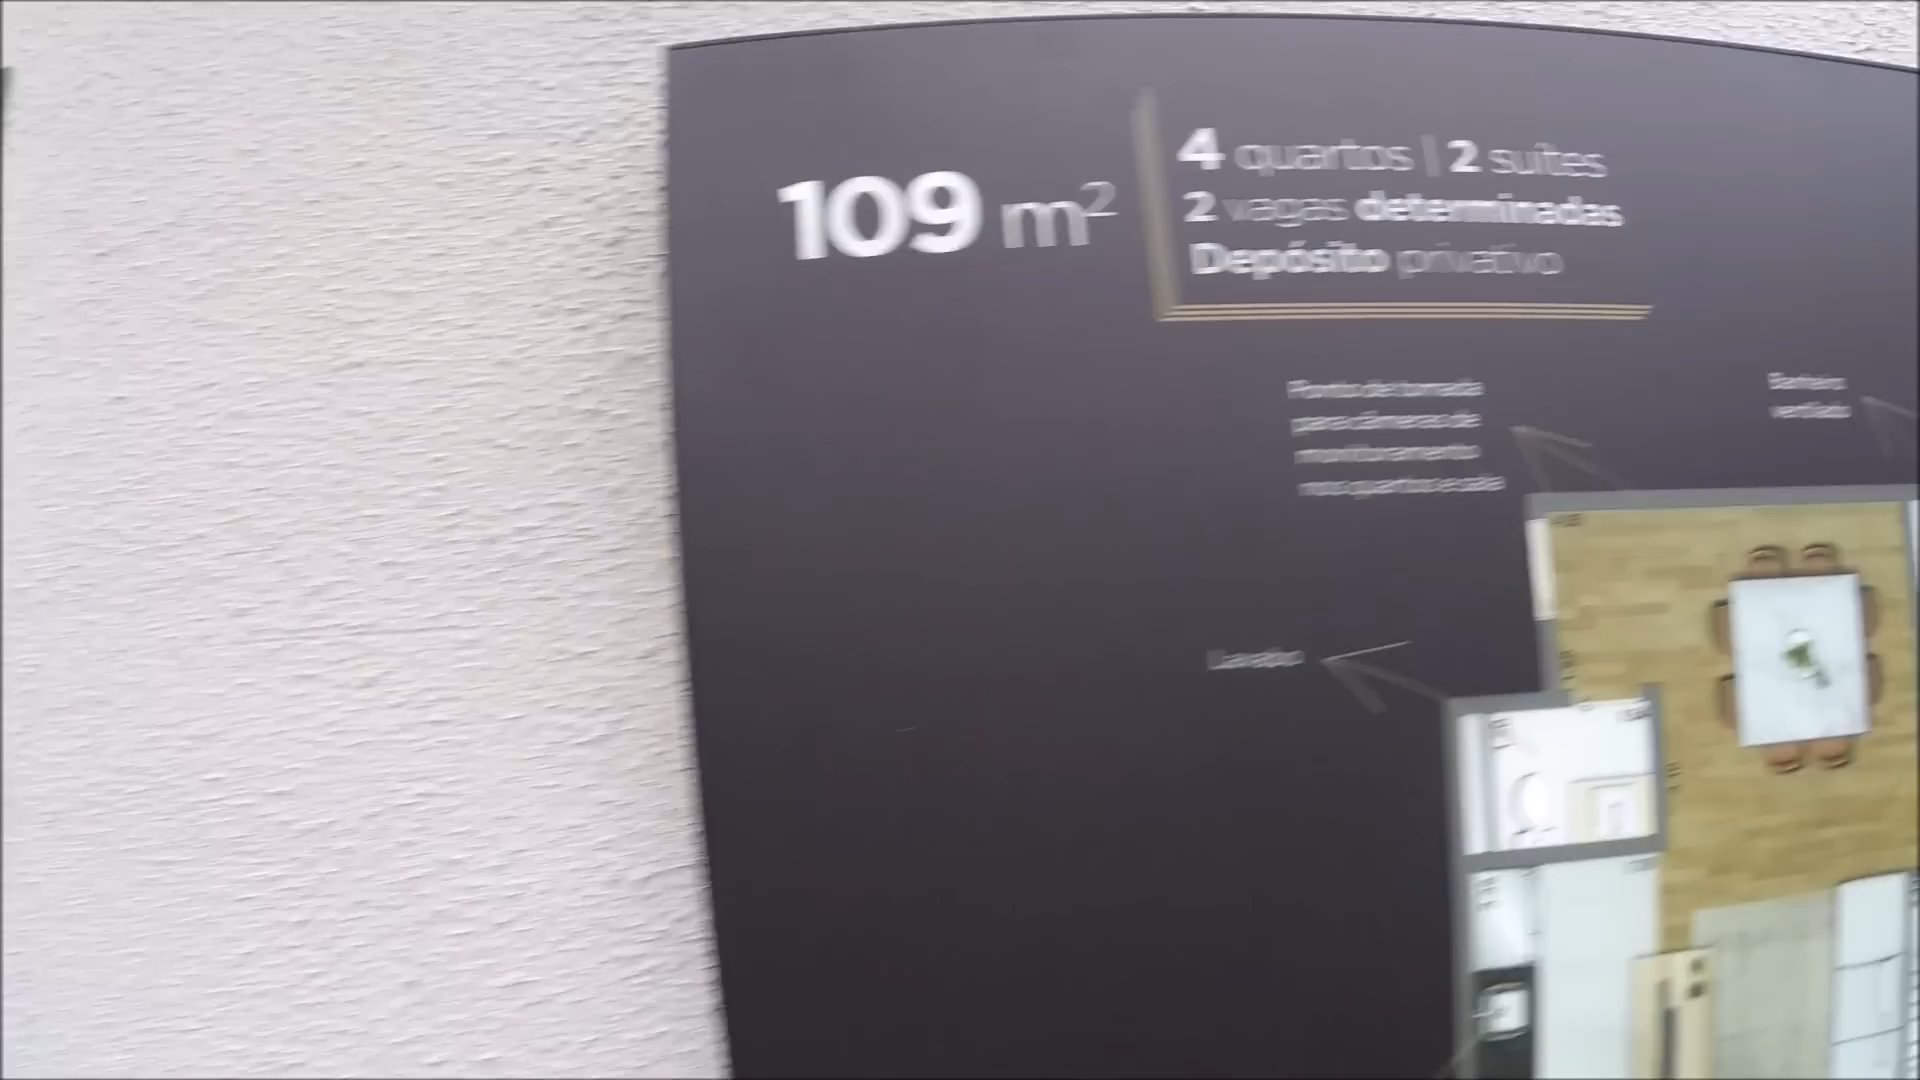 109 m²
4 quartos | 2 suítes
2 vagas determinadas
Depósito privativo
Ponto de tomada
para câmeras de
monitoramento
nos quartos e sala
Banheiro
ventilado
Lavabo